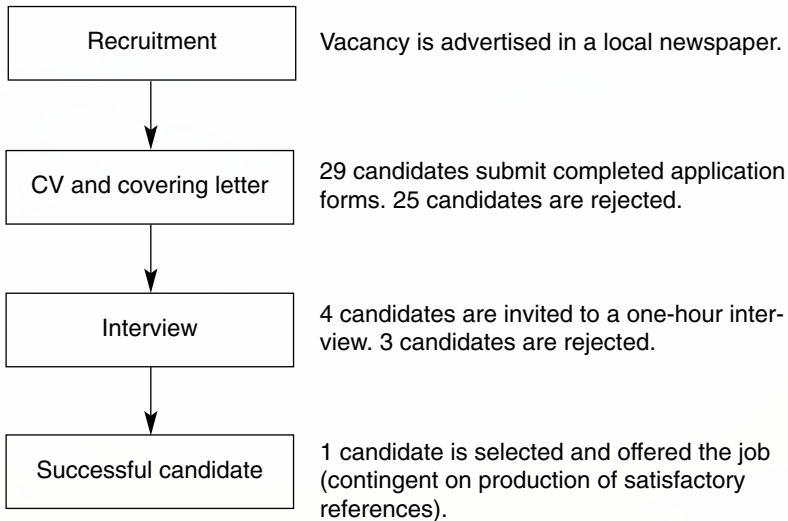 Recruitment
Vacancy is advertised in a local newspaper.
CV and covering letter
29 candidates submit completed application
forms. 25 candidates are rejected.
Interview
4 candidates are invited to a one-hour inter-
view. 3 candidates are rejected.
Successful candidate
1 candidate is selected and offered the job
(contingent on production of satisfactory
references).